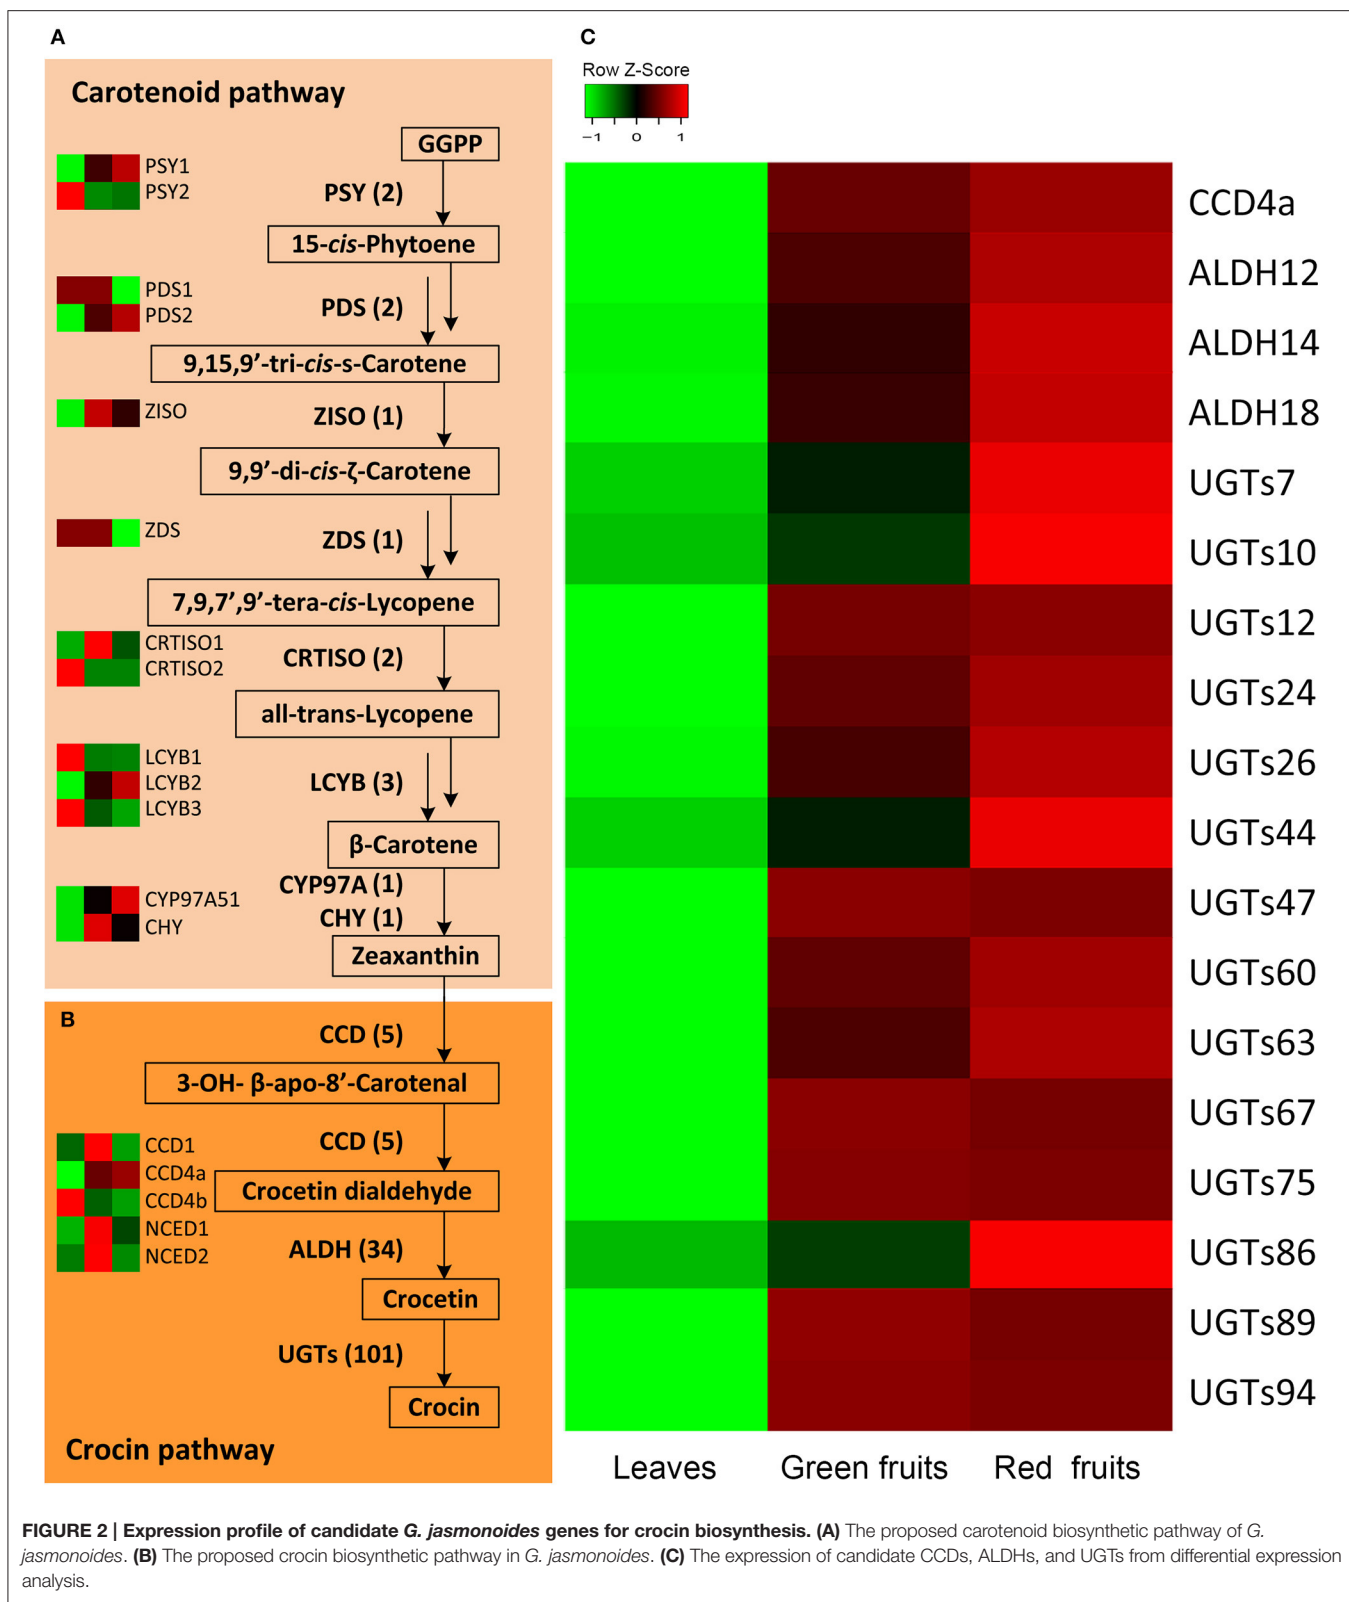 A
Carotenoid pathway
GGPP
PSY1
PSY2
PSY (2)
15-cis-Phytoene
PDS1
PDS2
PDS (2)
9,15,9’-tri-cis-s-Carotene
ZISO
ZISO (1)
9,9’-di-cis-ζ-Carotene
ZDS
ZDS (1)
7,9,7’,9’-tera-cis-Lycopene
CRTISO1
CRTISO2
CRTISO (2)
all-trans-Lycopene
LCYB1
LCYB2
LCYB3
LCYB (3)
β-Carotene
CYP97A (1)
CYP97A51
CHY
CHY (1)
Zeaxanthin
B
CCD (5)
3-OH- β-apo-8’-Carotenal
CCD1
CCD4a
CCD4b
NCED1
NCED2
CCD (5)
Crocetin dialdehyde
ALDH (34)
Crocetin
UGTs (101)
Crocin
Crocin pathway
C
Row Z-Score
−1 0 1
CCD4a
ALDH12
ALDH14
ALDH18
UGTs7
UGTs10
UGTs12
UGTs24
UGTs26
UGTs44
UGTs47
UGTs60
UGTs63
UGTs67
UGTs75
UGTs86
UGTs89
UGTs94
Leaves Green fruits Red fruits
FIGURE 2 | Expression profile of candidate G. jasmonoides genes for crocin biosynthesis. (A) The proposed carotenoid biosynthetic pathway of G.
jasmonoides. (B) The proposed crocin biosynthetic pathway in G. jasmonoides. (C) The expression of candidate CCDs, ALDHs, and UGTs from differential expression
analysis.